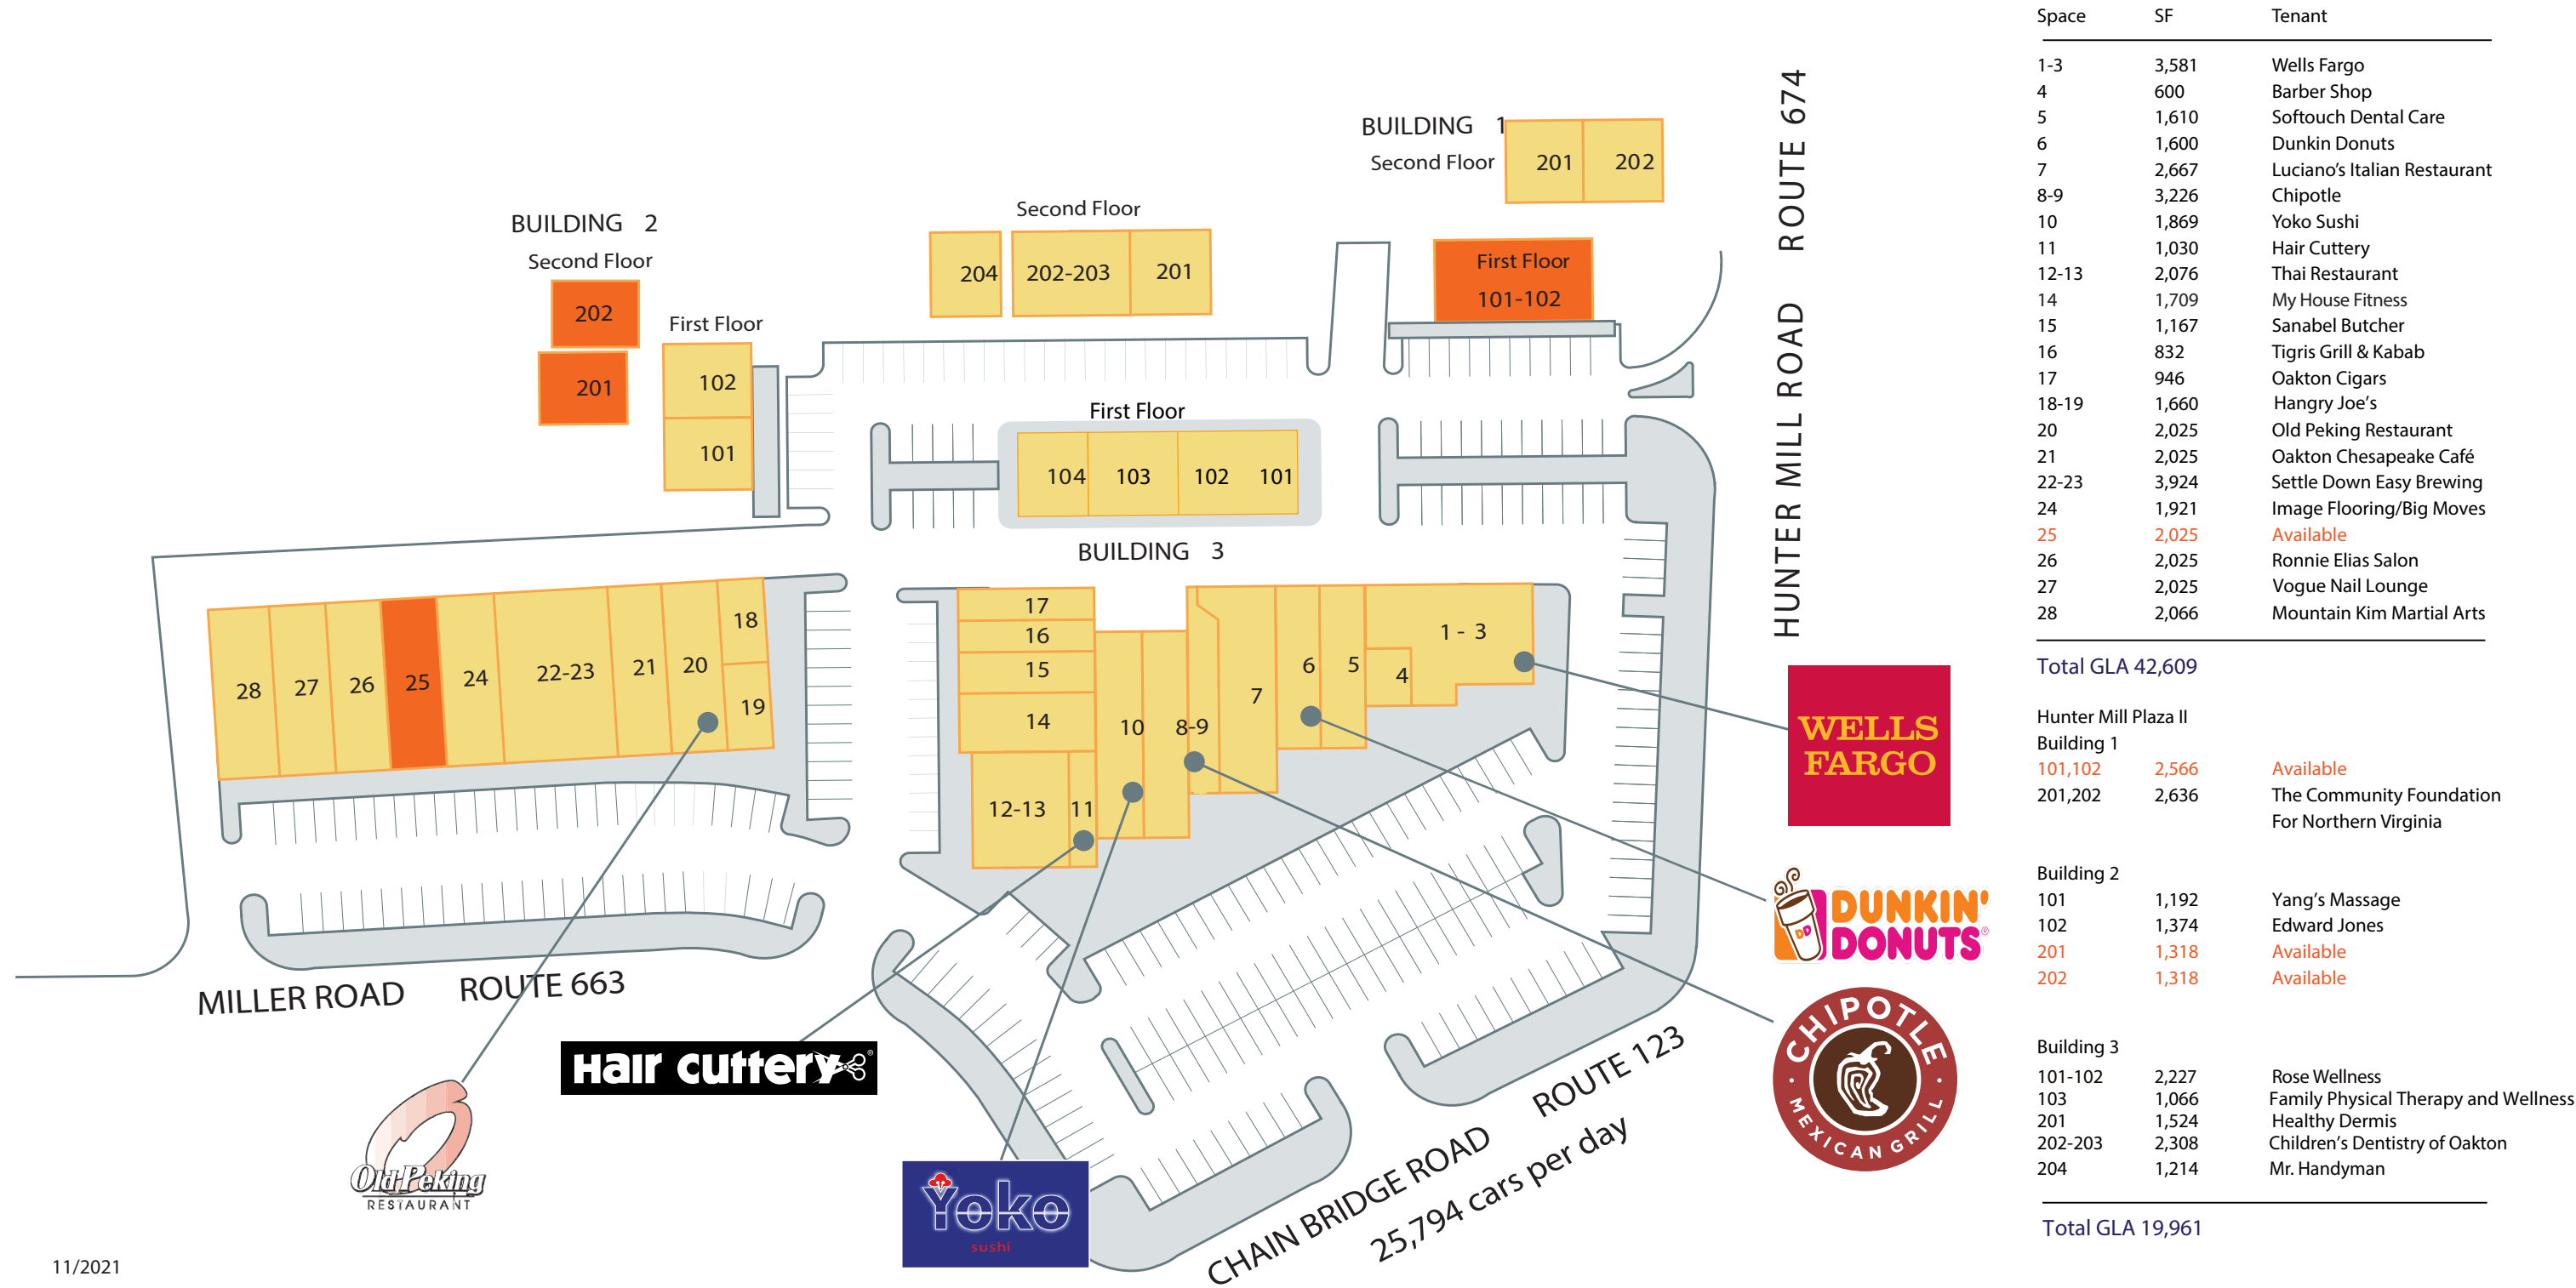 BUILDING 1
Second Floor
201 202
First Floor
101-102
HUNTER MILL ROAD ROUTE 674
BUILDING 2
Second Floor
202
201
First Floor
102
101
Second Floor
204 202-203 201
First Floor
104 103 102 101
BUILDING 3
28 27 26 25 24 22-23 21 20 18
19
17
16
15
14
12-13 11 10 8-9 7 6 5 4 1 - 3
MILLER ROAD ROUTE 663
CHAIN BRIDGE ROAD ROUTE 123
25,794 cars per day
WELLS
FARGO
DD
DUNKIN'
DONUTS®
CHIPOTLE
MEXICAN GRILL
Hair Cuttery®
Old Peking
RESTAURANT
Yoko
sushi
11/2021
Space SF Tenant
1-3 3,581 Wells Fargo
4 600 Barber Shop
5 1,610 Softouch Dental Care
6 1,600 Dunkin Donuts
7 2,667 Luciano’s Italian Restaurant
8-9 3,226 Chipotle
10 1,869 Yoko Sushi
11 1,030 Hair Cuttery
12-13 2,076 Thai Restaurant
14 1,709 My House Fitness
15 1,167 Sanabel Butcher
16 832 Tigris Grill & Kabab
17 946 Oakton Cigars
18-19 1,660 Hangry Joe’s
20 2,025 Old Peking Restaurant
21 2,025 Oakton Chesapeake Café
22-23 3,924 Settle Down Easy Brewing
24 1,921 Image Flooring/Big Moves
25 2,025 Available
26 2,025 Ronnie Elias Salon
27 2,025 Vogue Nail Lounge
28 2,066 Mountain Kim Martial Arts
Total GLA 42,609
Hunter Mill Plaza II
Building 1
101,102 2,566 Available
201,202 2,636 The Community Foundation
For Northern Virginia
Building 2
101 1,192 Yang’s Massage
102 1,374 Edward Jones
201 1,318 Available
202 1,318 Available
Building 3
101-102 2,227 Rose Wellness
103 1,066 Family Physical Therapy and Wellness
201 1,524 Healthy Dermis
202-203 2,308 Children’s Dentistry of Oakton
204 1,214 Mr. Handyman
Total GLA 19,961